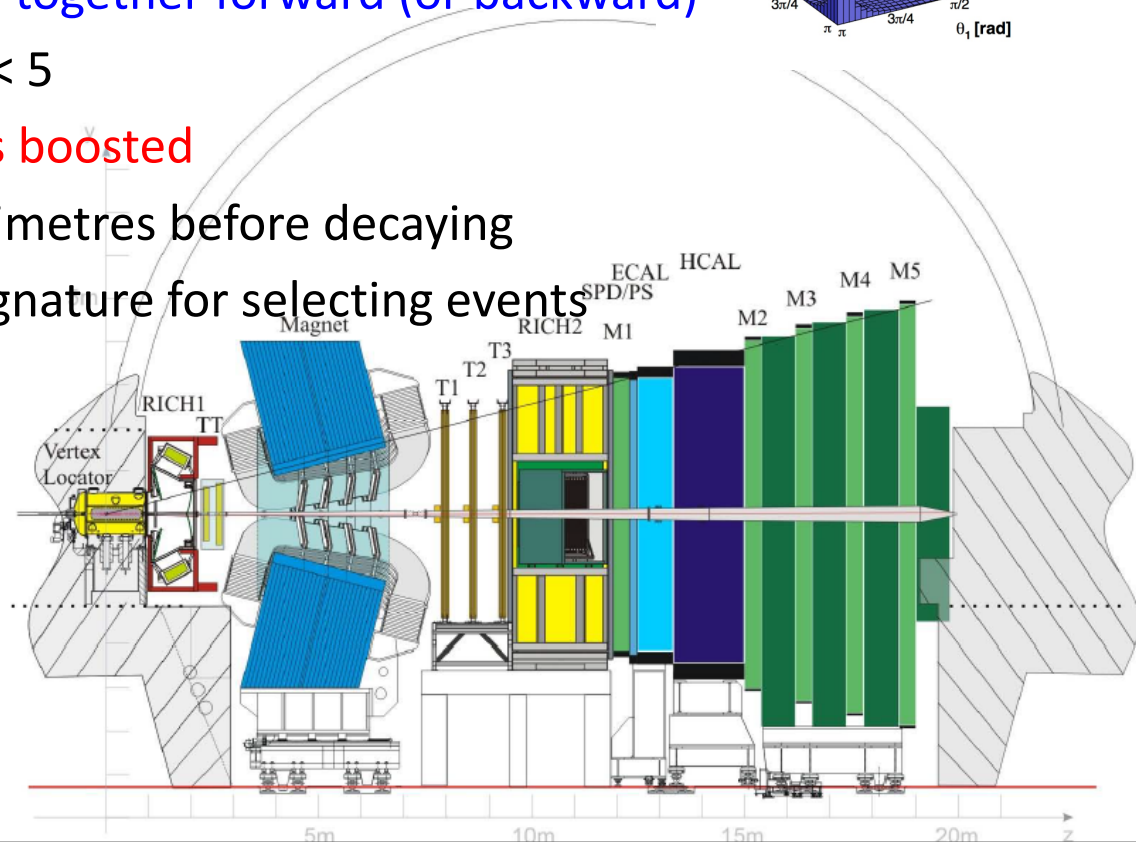 together forward (or backward)
3π/4
π/2
π π
3π/4
θ1 [rad]
< 5
s boosted
y
imetres before decaying
gnature for selecting events
HCAL
ECAL
SPD/PS
M5
M4
M3
M2
M1
RICH2
Magnet
T3
T2
T1
RICH1
TT
Vertex
Locator
5m
10m
15m
20m
z